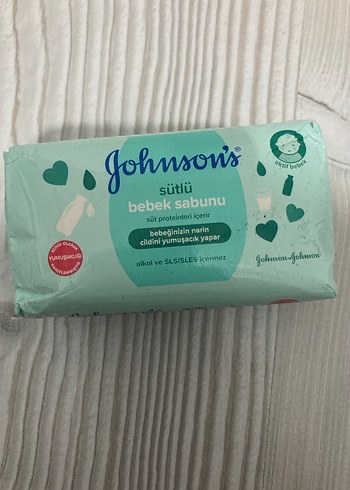 Johnson's®
aktif bebek
sütlü
bebek sabunu
süt proteinleri içerir
bebeğinizin narin
cildini yumuşacık yapar
YUMUŞAKLIĞI
alkol ve SLS/SLES içermez
Johnson & Johnson